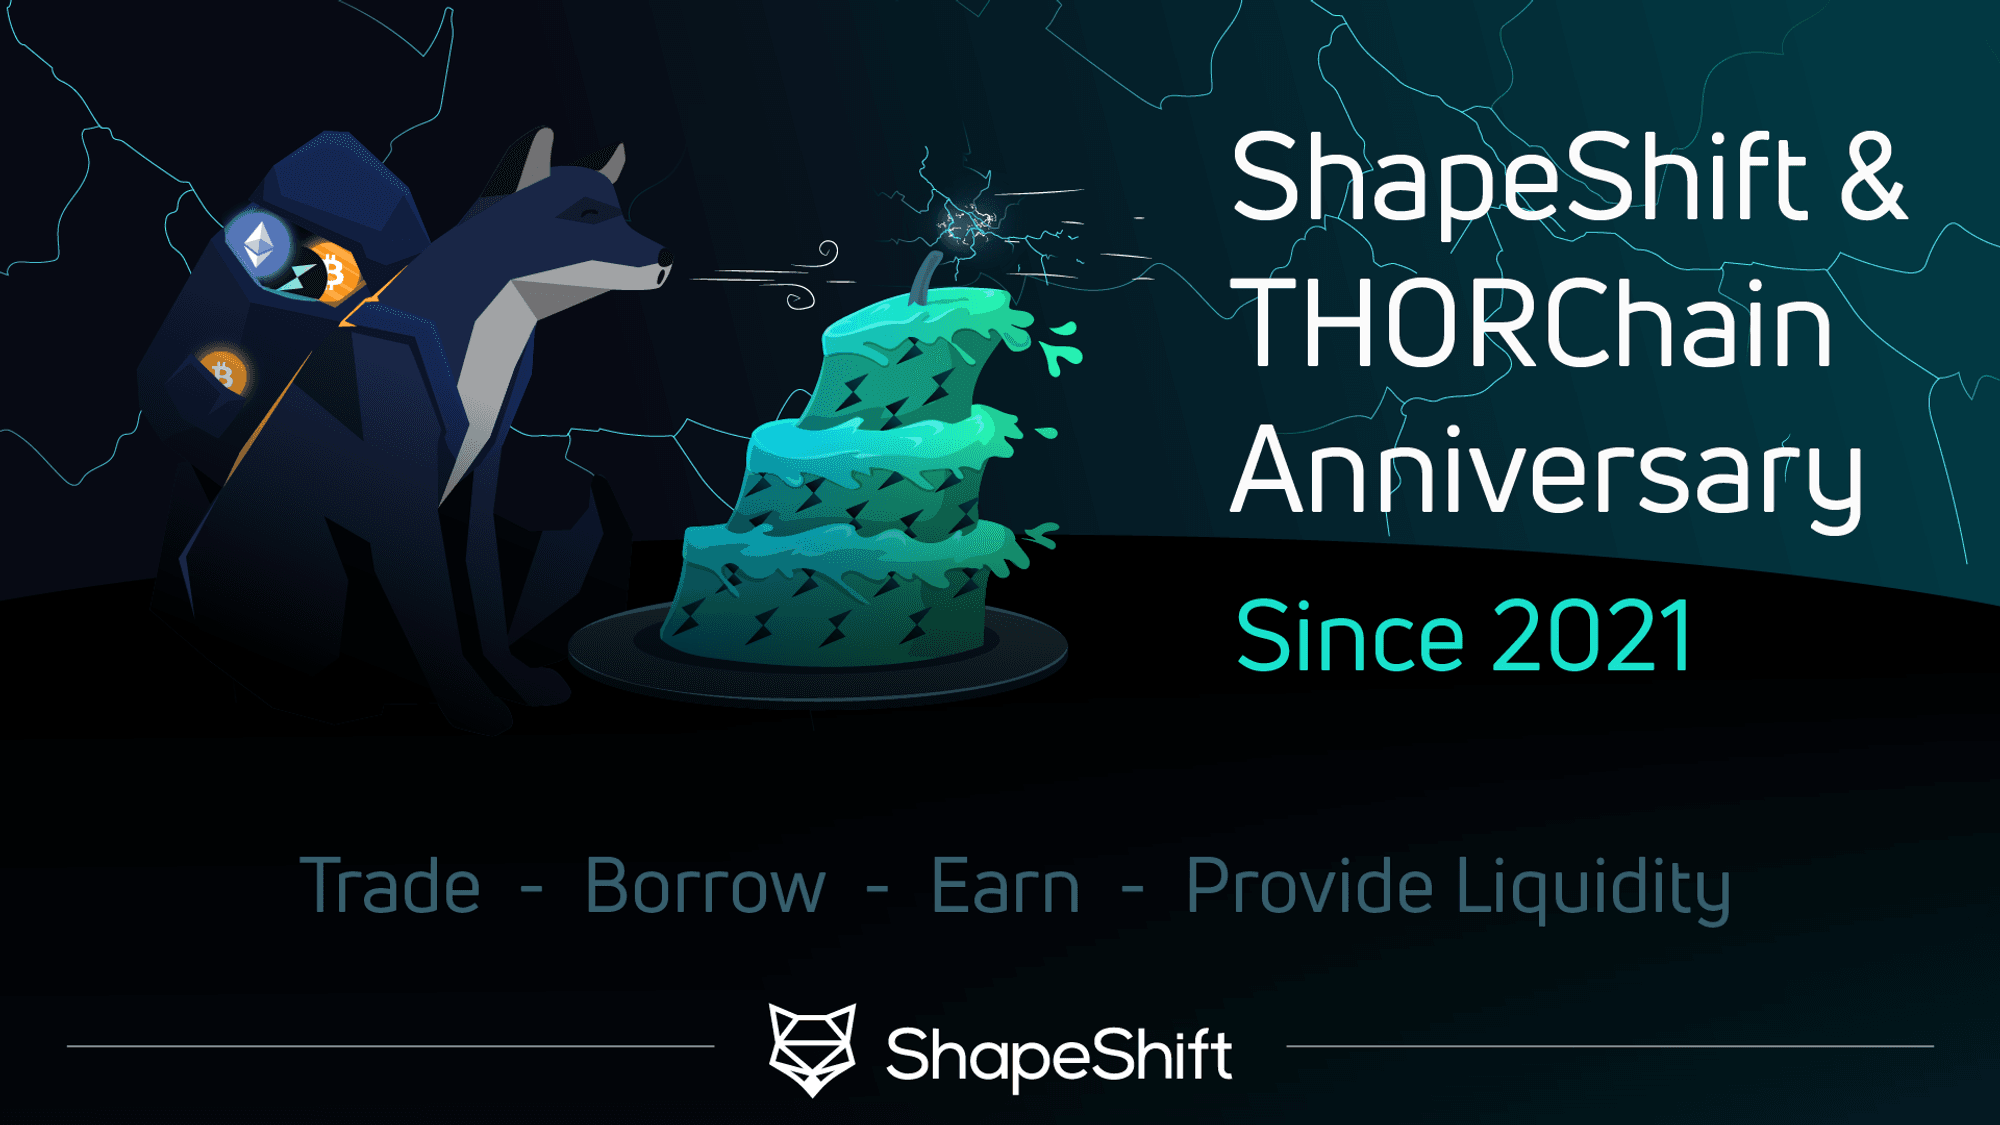 ShapeShift &
THORChain
Anniversary
Since 2021
Trade - Borrow - Earn - Provide Liquidity
ShapeShift